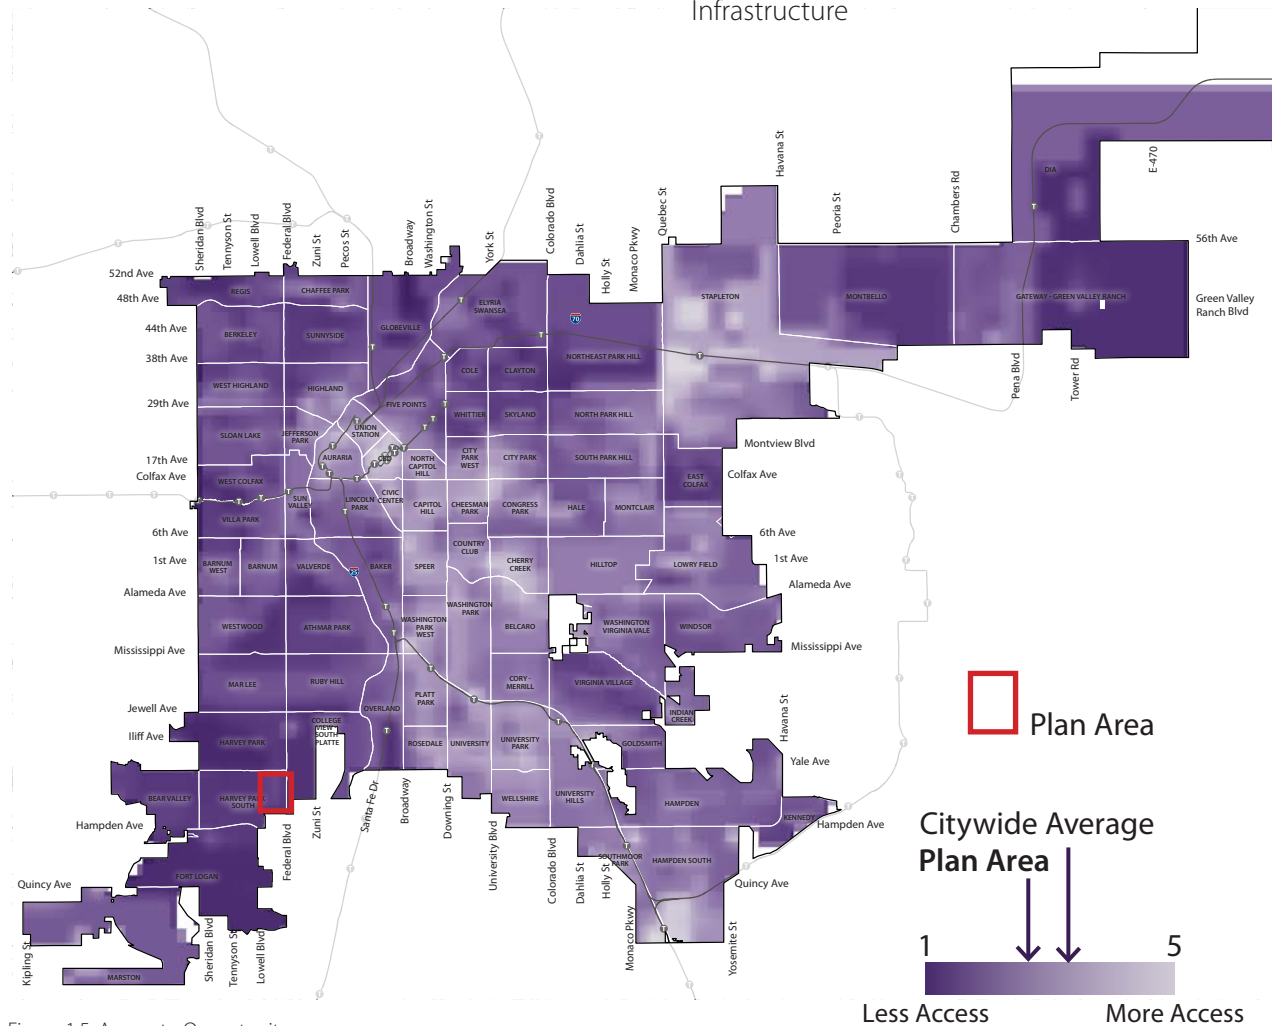 Infrastructure
Havana St
E-470
DIA
Sheridan Blvd
Tennyson St
Lowell Blvd
Federal Blvd
Zuni St
Pecos St
Broadway
Washington St
York St
Colorado Blvd
Dahlia St
Holly St
Monaco Pkwy
Quebec St
Peoria St
Chambers Rd
56th Ave
52nd Ave
48th Ave
44th Ave
38th Ave
29th Ave
17th Ave
Colfax Ave
6th Ave
1st Ave
Alameda Ave
Mississippi Ave
Jewell Ave
Iliff Ave
Hampden Ave
Quincy Ave
Green Valley
Ranch Blvd
REGIS
CHAFFEE PARK
GLOBEVILLE
ELYRIA
SWANSEA
70
STAPLETON
MONTBELLO
GATEWAY - GREEN VALLEY RANCH
BERKELEY
SUNNYSIDE
NORTHEAST PARK HILL
COLE
CLAYTON
WEST HIGHLAND
HIGHLAND
FIVE POINTS
WHITTIER
SKYLAND
NORTH PARK HILL
Pena Blvd
Tower Rd
SLOAN LAKE
JEFFERSON
PARK
UNION
STATION
AURARIA
CBD
NORTH
CAPITOL
HILL
CITY
PARK
WEST
CITY PARK
SOUTH PARK HILL
Montview Blvd
Colfax Ave
WEST COLFAX
EAST
COLFAX
SUN
VALLEY
LINCOLN
PARK
CIVIC
CENTER
CAPITOL
HILL
CHEESMAN
PARK
CONGRESS
PARK
HALE
MONTCLAIR
VILLA PARK
6th Ave
1st Ave
Alameda Ave
BARNUM
WEST
BARNUM
VALVERDE
25
BAKER
SPEER
COUNTRY
CLUB
CHERRY
CREEK
HILLTOP
LOWRY FIELD
WESTWOOD
ATHMAR PARK
WASHINGTON
PARK
WEST
WASHINGTON
PARK
BELCARO
WASHINGTON
VIRGINIA VALE
WINDSOR
Mississippi Ave
MAR LEE
RUBY HILL
OVERLAND
PLATT
PARK
CORY -
MERRILL
VIRGINIA VILLAGE
INDIAN
CREEK
Havana St
HARVEY PARK
COLLEGE
VIEW
SOUTH
PLATTE
ROSEDALE
UNIVERSITY
UNIVERSITY
PARK
GOLDSMITH
Yale Ave
BEAR VALLEY
HARVEY PARK
SOUTH
WELLSHIRE
UNIVERSITY
HILLS
HAMPDEN
KENNEDY
Hampden Ave
Federal Blvd
Zuni St
Santa Fe Dr
Broadway
Downing St
University Blvd
Colorado Blvd
Dahlia St
Holly St
SOUTHMOOR
PARK
HAMPDEN SOUTH
Quincy Ave
FORT LOGAN
MARSTON
Kipling St
Sheridan Blvd
Tennyson St
Lowell Blvd
Monaco Pkwy
Yosemite St
Plan Area
Citywide Average
Plan Area
1
5
Less Access
More Access